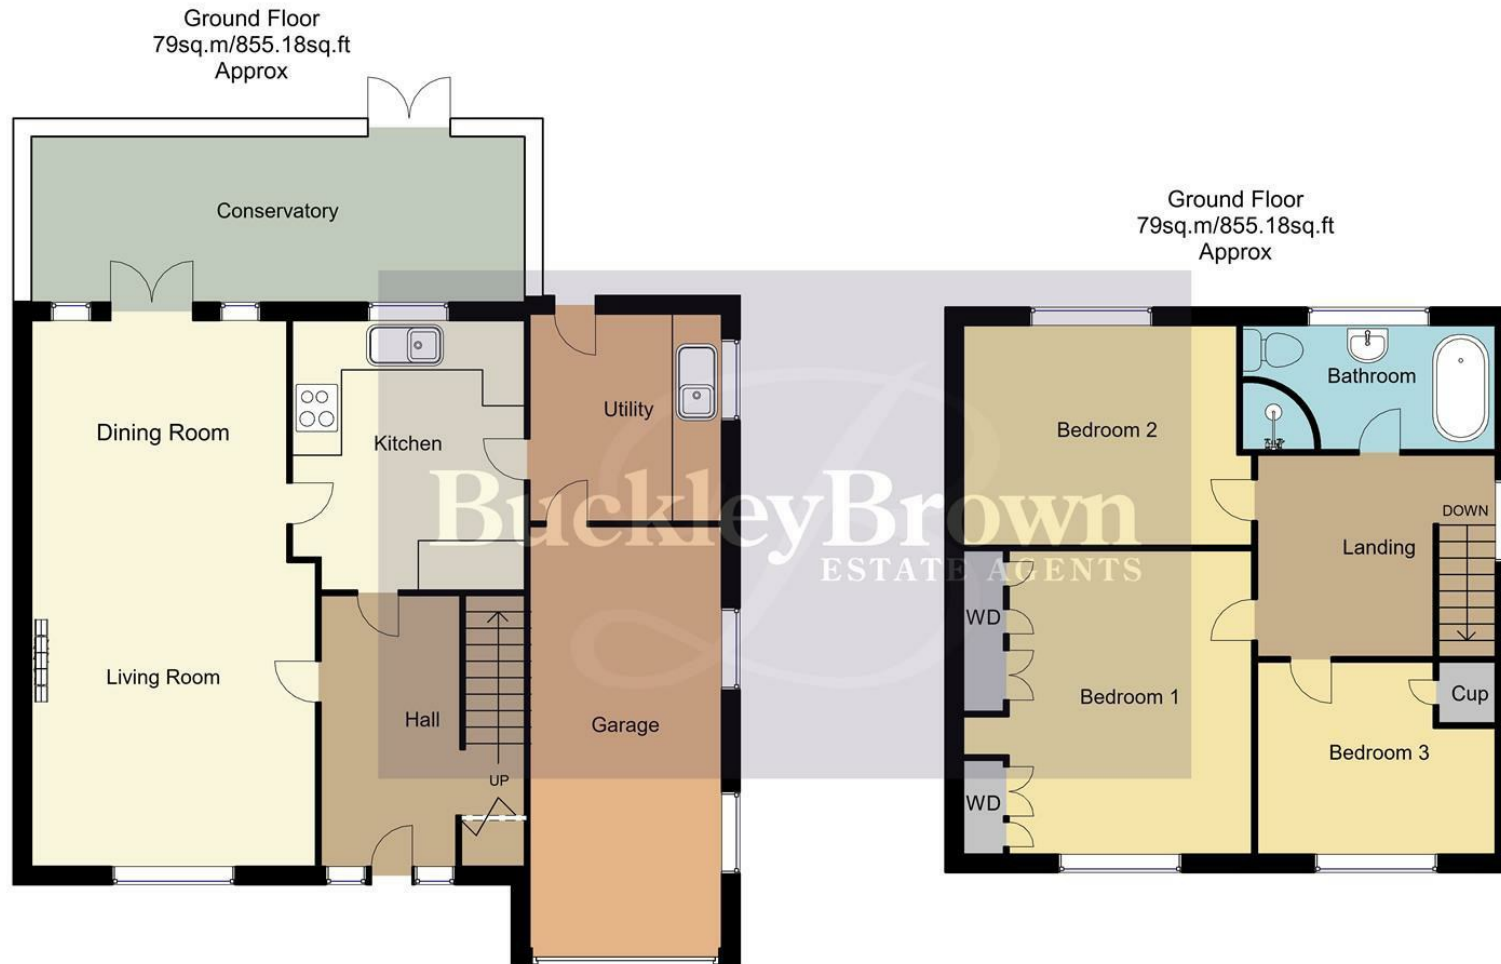 Ground Floor
79sq.m/855.18sq.ft
Approx
Conservatory
Dining Room
Kitchen
Utility
Living Room
Hall
UP
Garage
BuckleyBrown
ESTATE AGENTS
Ground Floor
79sq.m/855.18sq.ft
Approx
Bathroom
Bedroom 2
DOWN
Landing
WD
Bedroom 1
Cup
Bedroom 3
WD